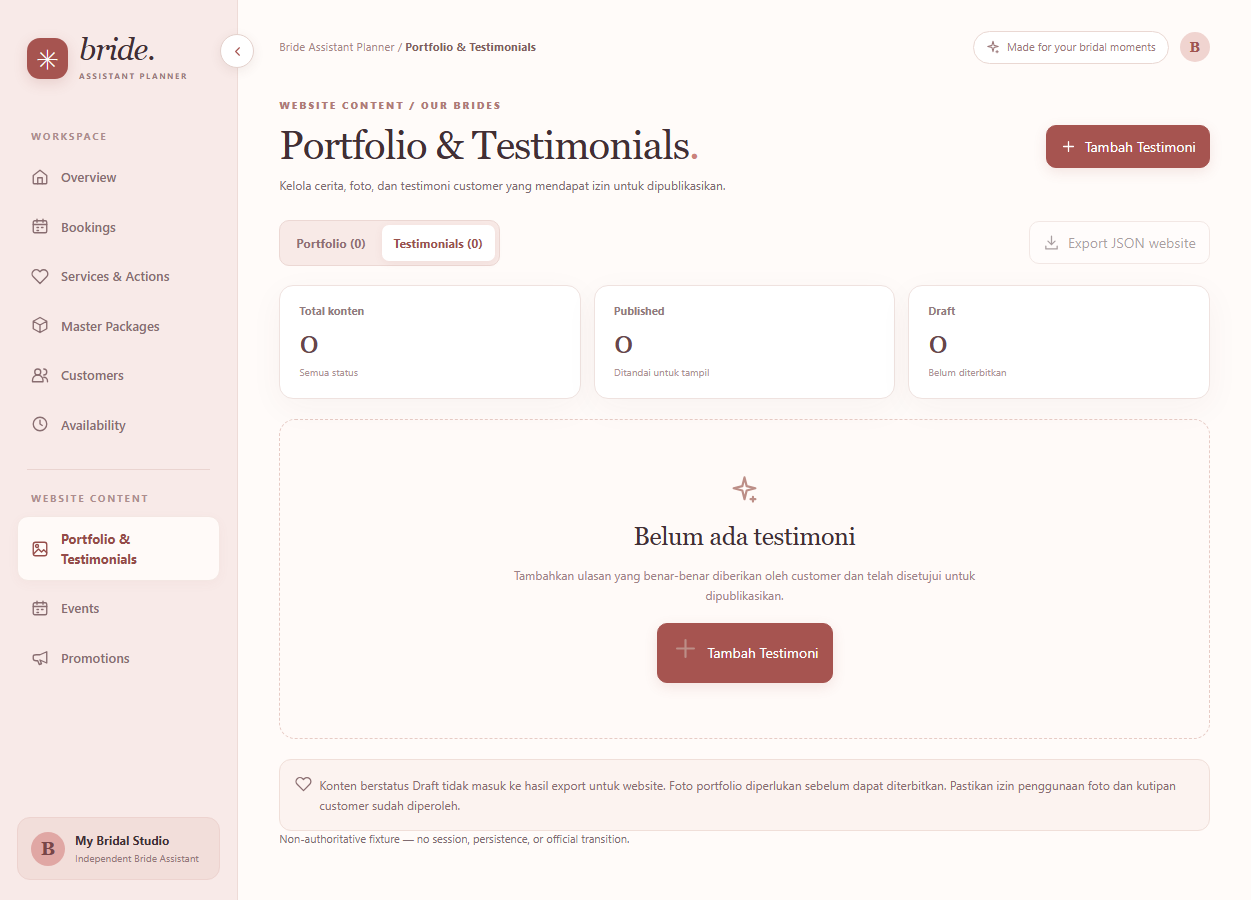 bride.
ASSISTANT PLANNER
WORKSPACE
Overview
Bookings
Services & Actions
Master Packages
Customers
Availability
WEBSITE CONTENT
Portfolio &
Testimonials
Events
Promotions
B
My Bridal Studio
Independent Bride Assistant
Bride Assistant Planner / Portfolio & Testimonials
Made for your bridal moments
B
WEBSITE CONTENT / OUR BRIDES
Portfolio & Testimonials.
Kelola cerita, foto, dan testimoni customer yang mendapat izin untuk dipublikasikan.
Tambah Testimoni
Portfolio (0)
Testimonials (0)
Export JSON website
Total konten
0
Semua status
Published
0
Ditandai untuk tampil
Draft
0
Belum diterbitkan
Belum ada testimoni
Tambahkan ulasan yang benar-benar diberikan oleh customer dan telah disetujui untuk
dipublikasikan.
Tambah Testimoni
Konten berstatus Draft tidak masuk ke hasil export untuk website. Foto portfolio diperlukan sebelum dapat diterbitkan. Pastikan izin penggunaan foto dan kutipan
customer sudah diperoleh.
Non-authoritative fixture — no session, persistence, or official transition.